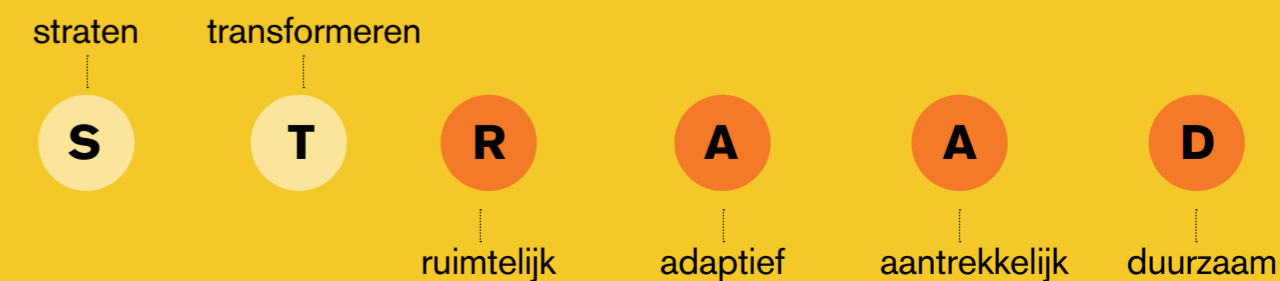 straten transformeren
S T R A A D
ruimtelijk adaptief aantrekkelijk duurzaam